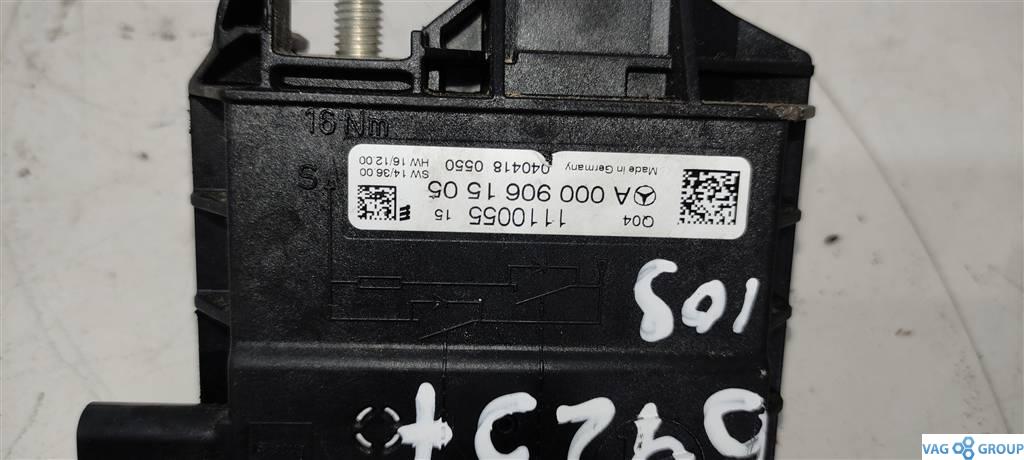 16 Nm
S
Q04
1110055 15
A 000 906 15 05
Made in Germany
040418 0550
SW 14/36.00
HW 16/12.00
VAG GROUP